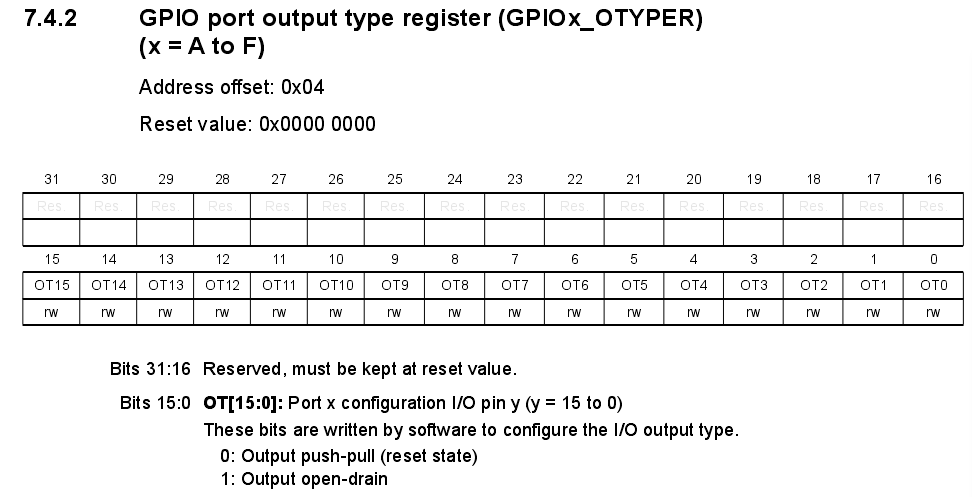 7.4.2 GPIO port output type register (GPIOx_OTYPER)
(x = A to F)
Address offset: 0x04
Reset value: 0x0000 0000
31 30 29 28 27 26 25 24 23 22 21 20 19 18 17 16
Res. Res. Res. Res. Res. Res. Res. Res. Res. Res. Res. Res. Res. Res. Res. Res.
15 14 13 12 11 10 9 8 7 6 5 4 3 2 1 0
OT15 OT14 OT13 OT12 OT11 OT10 OT9 OT8 OT7 OT6 OT5 OT4 OT3 OT2 OT1 OT0
rw rw rw rw rw rw rw rw rw rw rw rw rw rw rw rw
Bits 31:16 Reserved, must be kept at reset value.
Bits 15:0 OT[15:0]: Port x configuration I/O pin y (y = 15 to 0)
These bits are written by software to configure the I/O output type.
0: Output push-pull (reset state)
1: Output open-drain